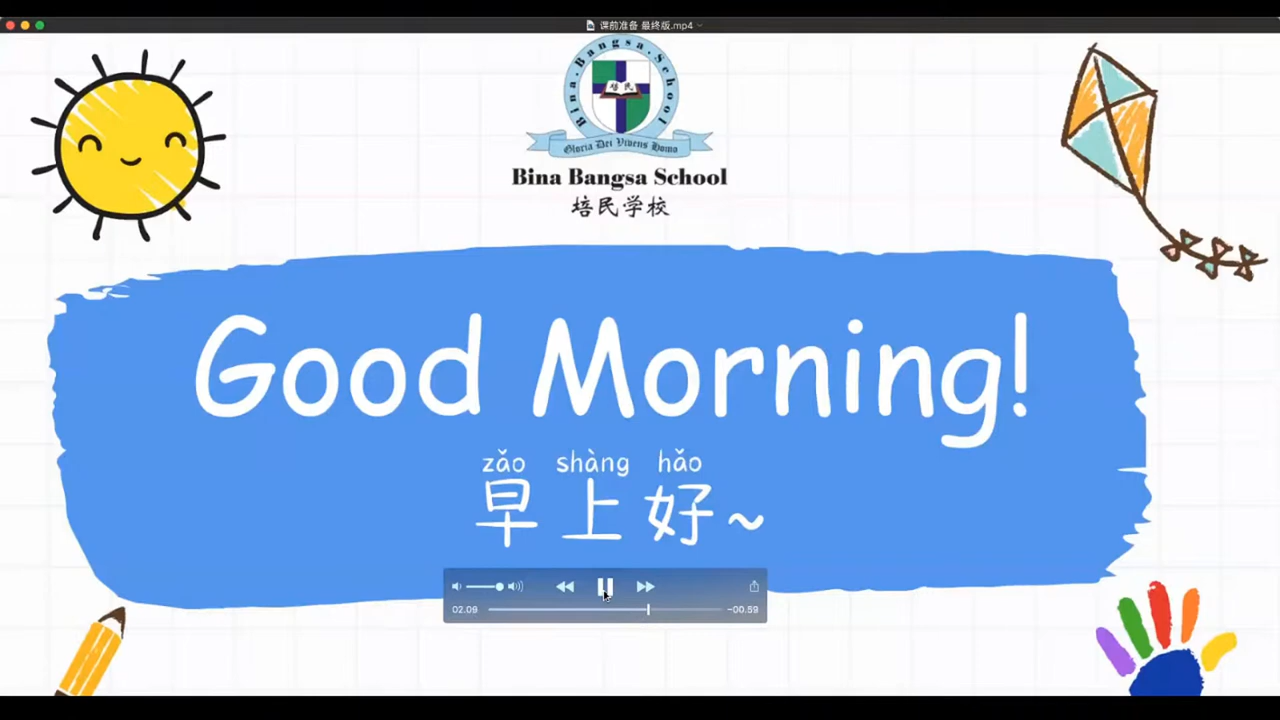 课前准备 最终版.mp4
Bina.Bangsa.School
培民
Gloria Dei Vivens Homo
Bina Bangsa School
培民学校
Good Morning!
zǎo shàng hǎo
早上好~
02.09 -00.59